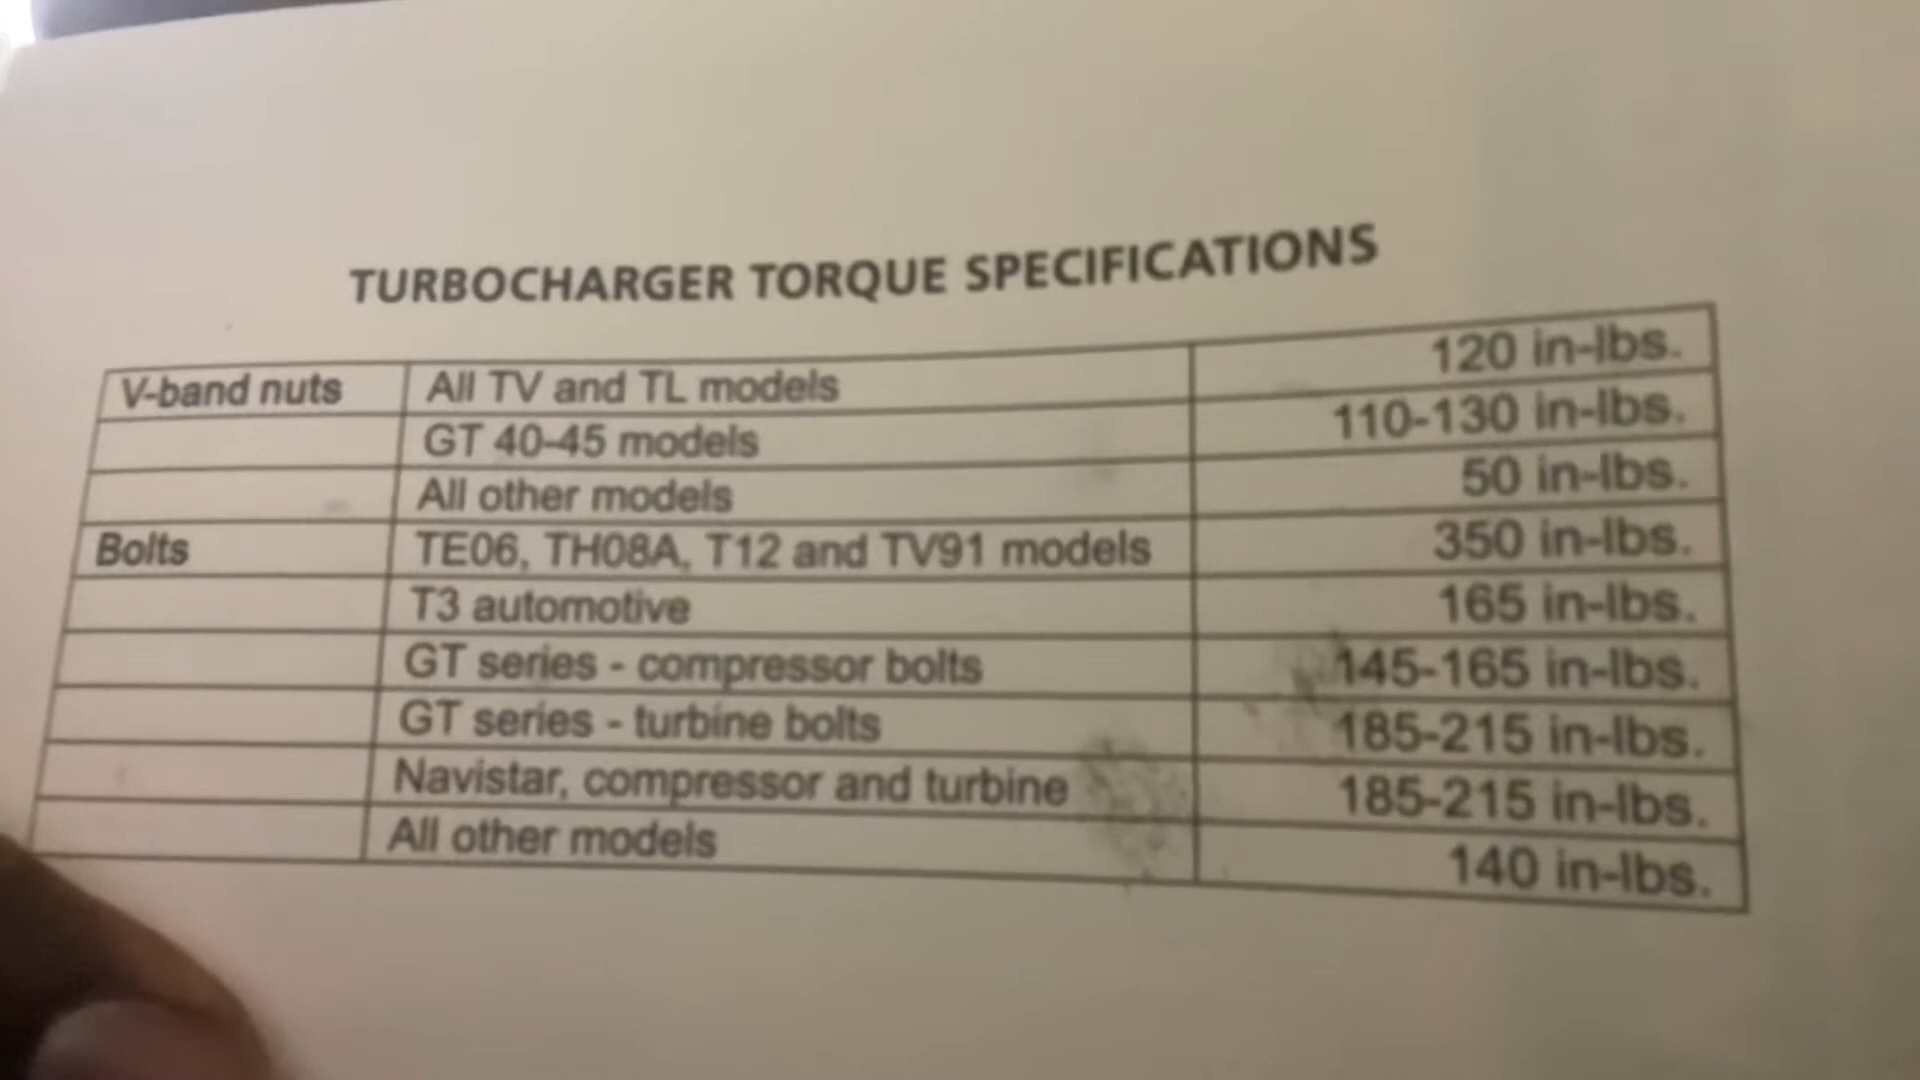 TURBOCHARGER TORQUE SPECIFICATIONS
V-band nuts All TV and TL models 120 in-lbs.
GT 40-45 models 110-130 in-lbs.
All other models 50 in-lbs.
Bolts TE06, TH08A, T12 and TV91 models 350 in-lbs.
T3 automotive 165 in-lbs.
GT series - compressor bolts 145-165 in-lbs.
GT series - turbine bolts 185-215 in-lbs.
Navistar, compressor and turbine 185-215 in-lbs.
All other models 140 in-lbs.